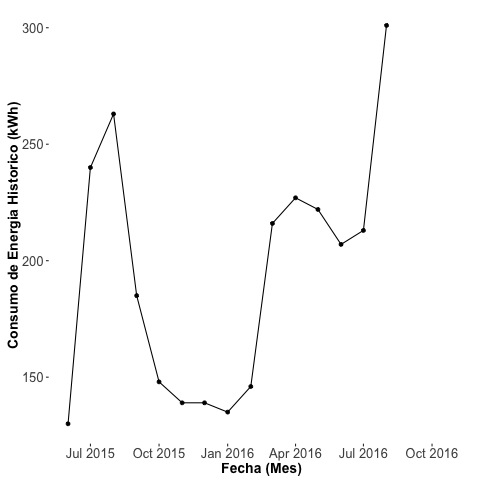 300
250
200
150
Consumo de Energia Historico (kWh)
Jul 2015 Oct 2015 Jan 2016 Apr 2016 Jul 2016 Oct 2016
Fecha (Mes)